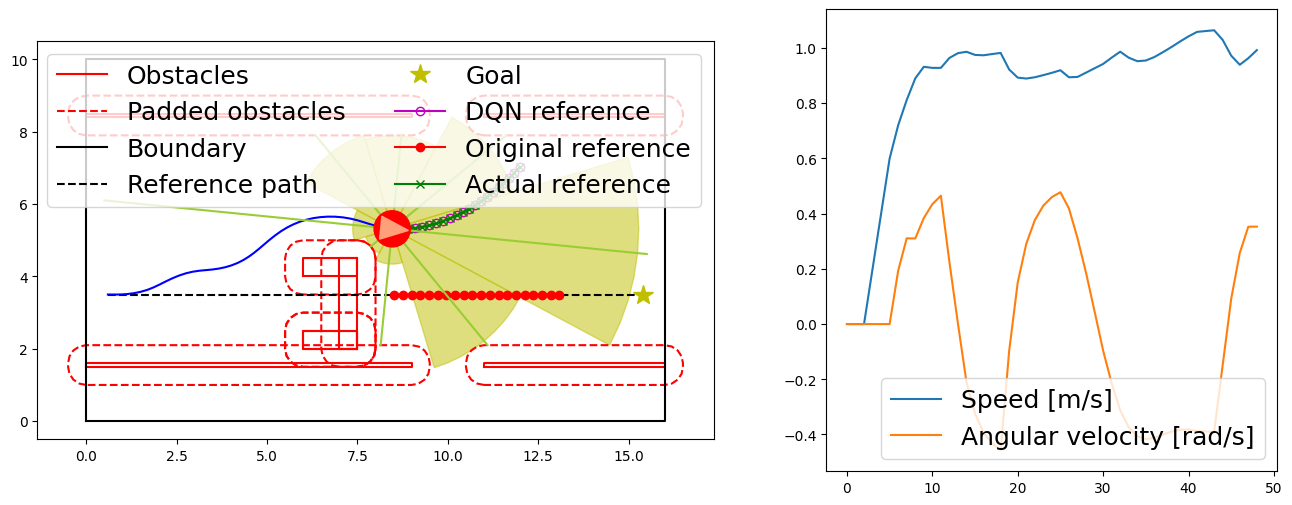 10
8
6
4
2
0
Obstacles
Padded obstacles
Boundary
Reference path
Goal
DQN reference
Original reference
Actual reference
0.0 2.5 5.0 7.5 10.0 12.5 15.0
1.0
0.8
0.6
0.4
0.2
0.0
−0.2
−0.4
Speed [m/s]
Angular velocity [rad/s]
0 10 20 30 40 50